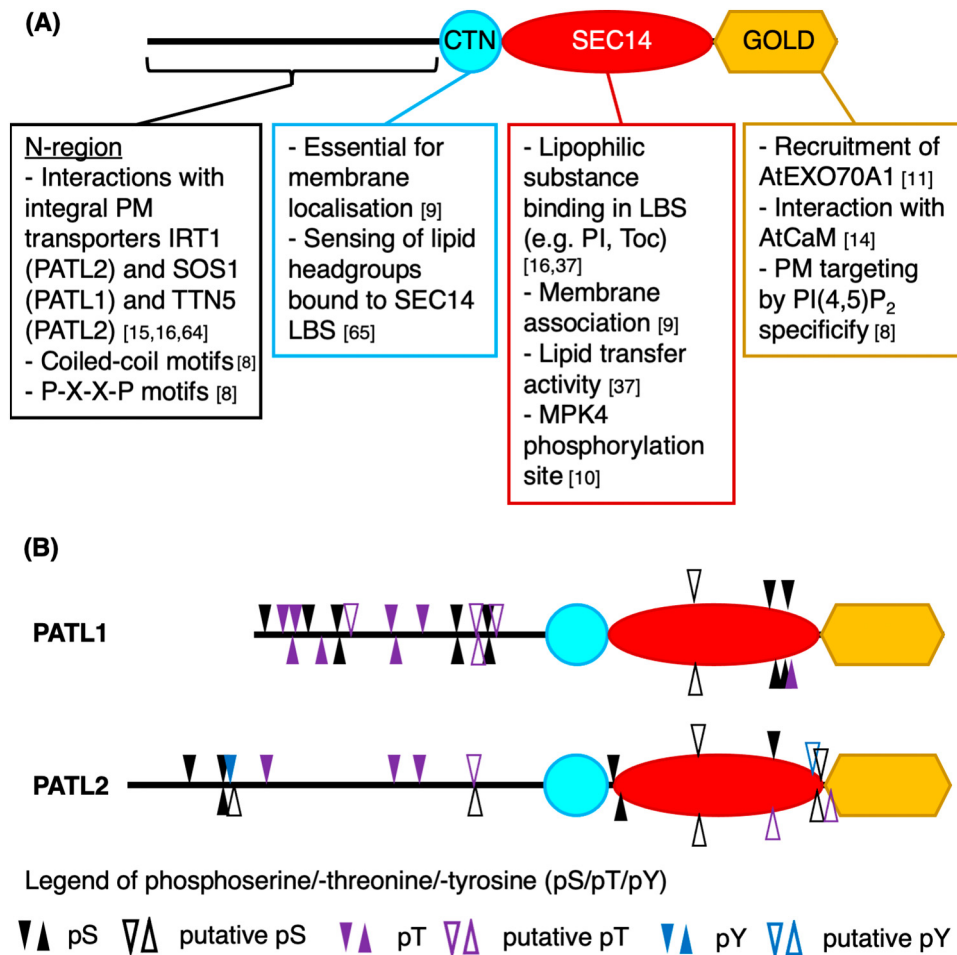 (A)
CTN
SEC14
GOLD
N-region
- Interactions with
integral PM
transporters IRT1
(PATL2) and SOS1
(PATL1) and TTN5
(PATL2) [15,16,64]
- Coiled-coil motifs[8]
- P-X-X-P motifs [8]
- Essential for
membrane
localisation [9]
- Sensing of lipid
headgroups
bound to SEC14
LBS [65]
- Lipophilic
substance
binding in LBS
(e.g. PI, Toc)
[16,37]
- Membrane
association [9]
- Lipid transfer
activity [37]
- MPK4
phosphorylation
site [10]
- Recruitment of
AtEXO70A1 [11]
- Interaction with
AtCaM [14]
- PM targeting
by PI(4,5)P₂
specificify [8]
(B)
PATL1
PATL2
Legend of phosphoserine/-threonine/-tyrosine (pS/pT/pY)
pS putative pS pT putative pT pY putative pY